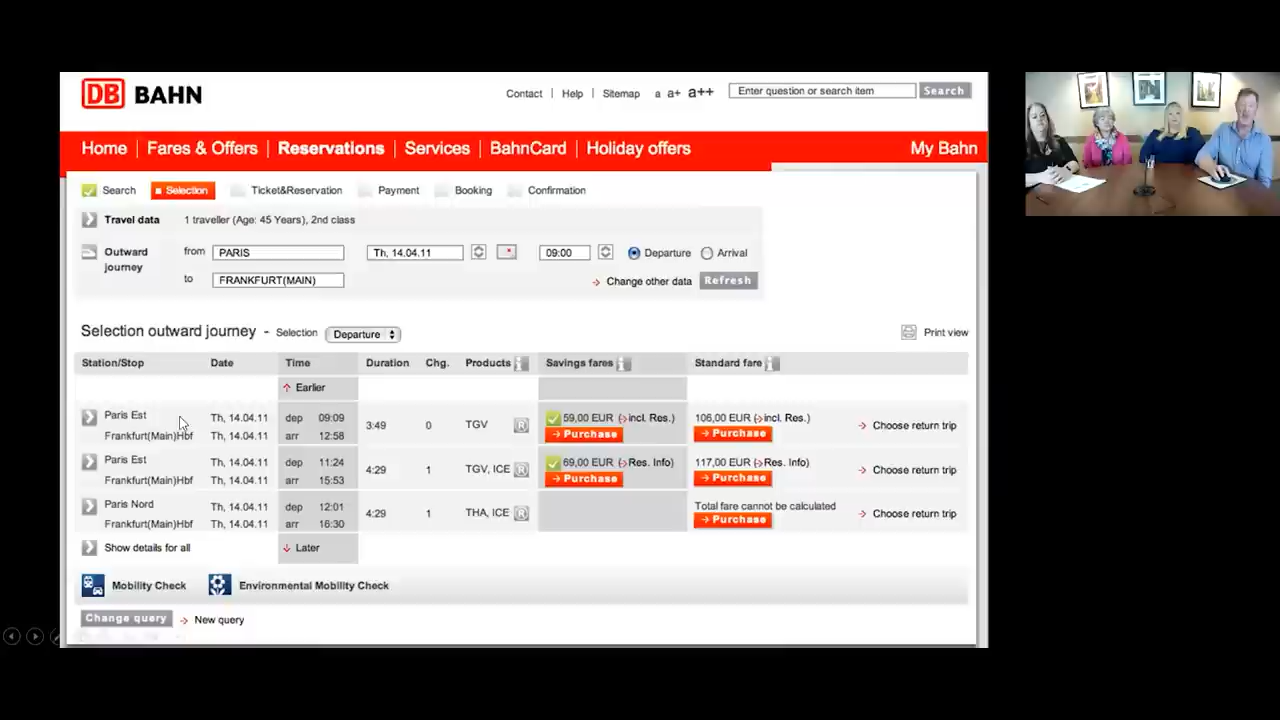 DB BAHN
Contact | Help | Sitemap a a+ a++ Enter question or search item Search
Home | Fares & Offers | Reservations | Services | BahnCard | Holiday offers My Bahn
Search Selection Ticket&Reservation Payment Booking Confirmation
Travel data 1 traveller (Age: 45 Years), 2nd class
Outward journey from PARIS Th, 14.04.11 09:00 Departure Arrival
to FRANKFURT(MAIN) Change other data Refresh
Selection outward journey - Selection Departure Print view
Station/Stop Date Time Duration Chg. Products Savings fares Standard fare
Earlier
Paris Est Th, 14.04.11 dep 09:09 3:49 0 TGV R 59,00 EUR (incl. Res.) 106,00 EUR (incl. Res.) Choose return trip
Frankfurt(Main)Hbf Th, 14.04.11 arr 12:58 Purchase Purchase
Paris Est Th, 14.04.11 dep 11:24 4:29 1 TGV, ICE R 69,00 EUR (Res. Info) 117,00 EUR (Res. Info) Choose return trip
Frankfurt(Main)Hbf Th, 14.04.11 arr 15:53 Purchase Purchase
Paris Nord Th, 14.04.11 dep 12:01 4:29 1 THA, ICE R Total fare cannot be calculated Choose return trip
Frankfurt(Main)Hbf Th, 14.04.11 arr 16:30 Purchase
Show details for all Later
Mobility Check Environmental Mobility Check
Change query New query